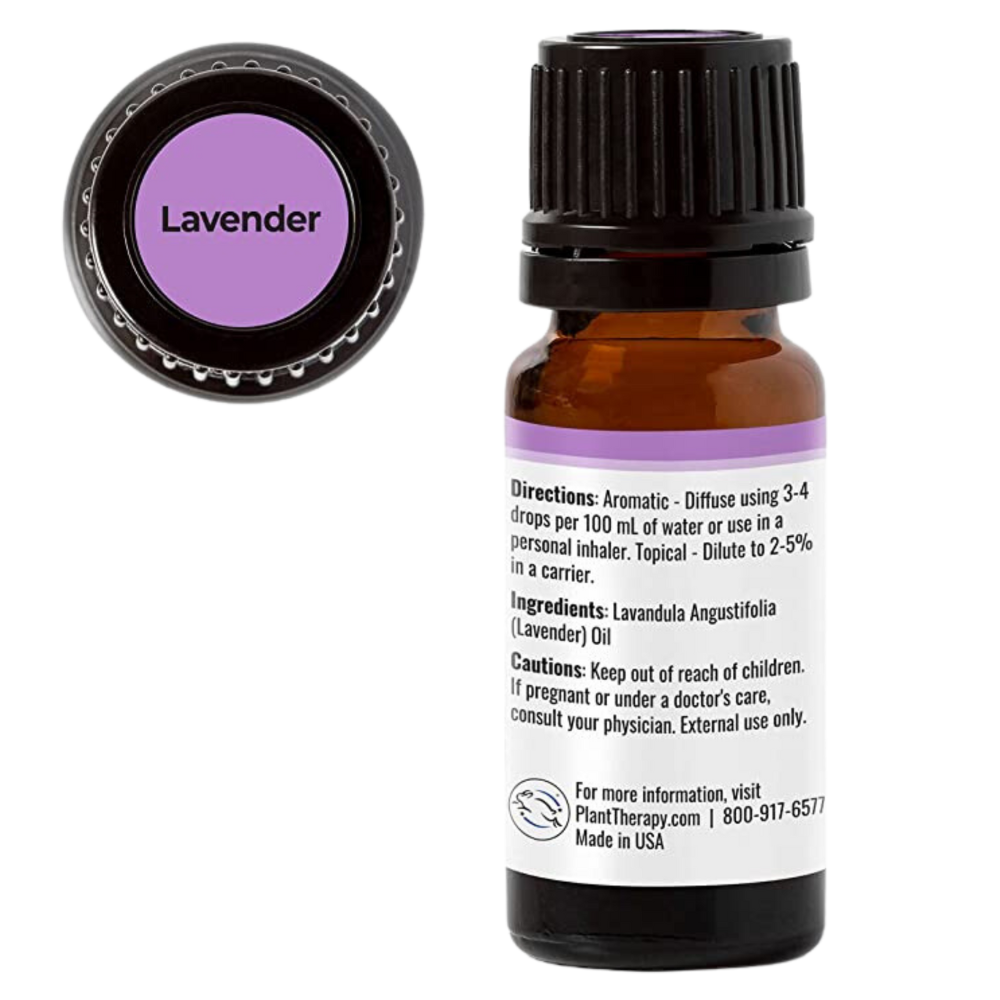 Lavender
Directions: Aromatic - Diffuse using 3-4
drops per 100 mL of water or use in a
personal inhaler. Topical - Dilute to 2-5%
in a carrier.
Ingredients: Lavandula Angustifolia
(Lavender) Oil
Cautions: Keep out of reach of children.
If pregnant or under a doctor's care,
consult your physician. External use only.
For more information, visit
PlantTherapy.com | 800-917-6577
Made in USA